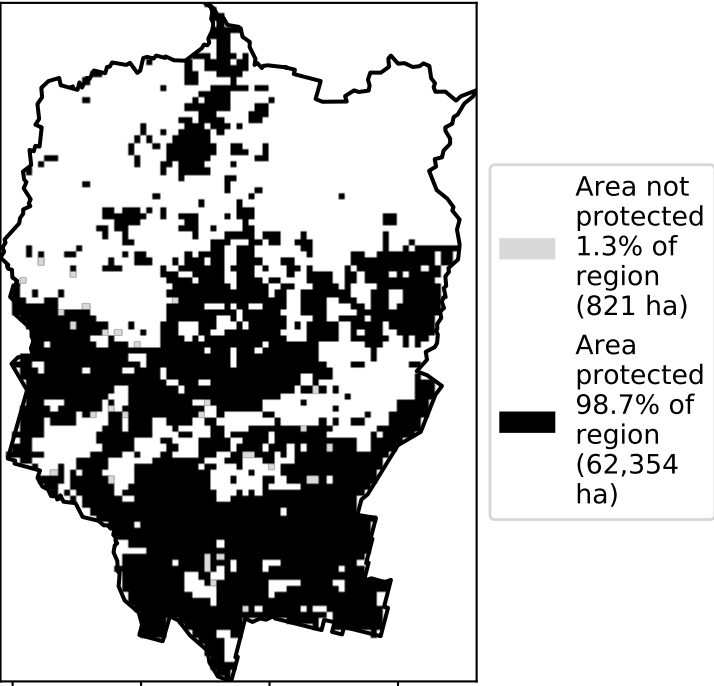 Area not
protected
1.3% of
region
(821 ha)
Area
protected
98.7% of
region
(62,354
ha)